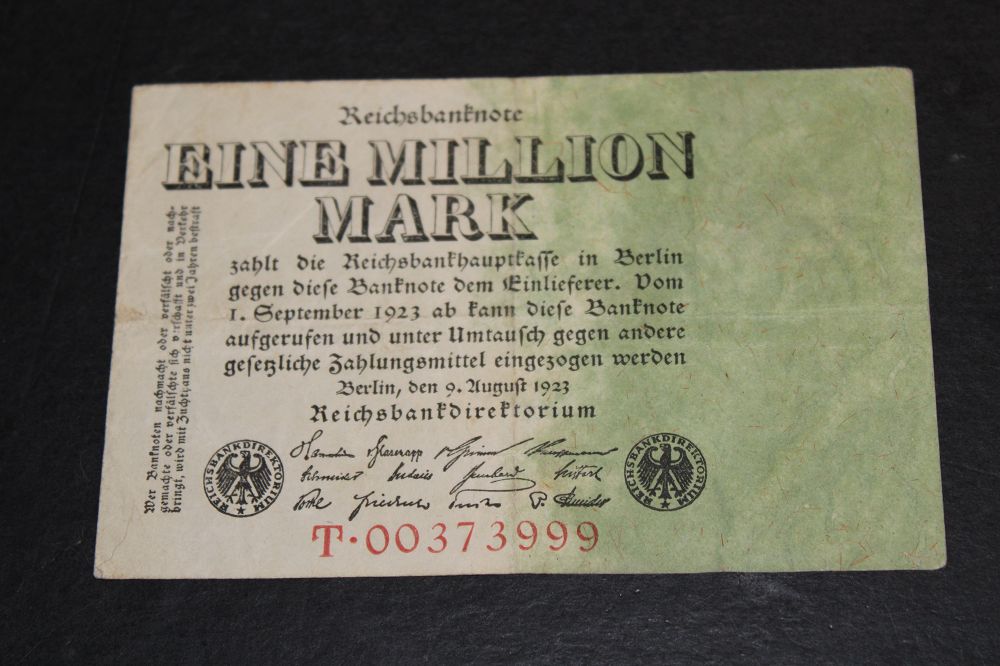 Reichsbanknote
EINE MILLION
MARK
zahlt die Reichsbankhauptkasse in Berlin
gegen diese Banknote dem Einlieferer. Vom
1. September 1923 ab kann diese Banknote
aufgerufen und unter Umtausch gegen andere
gesetzliche Zahlungsmittel eingezogen werden
Berlin, den 9. August 1923
Reichsbankdirektorium
REICHSBANKDIREKTORIUM
REICHSBANKDIREKTORIUM
T·00373999
Wer Banknoten nachmacht oder verfälscht oder nach-
gemachte oder verfälschte sich verschafft und in Verkehr
bringt, wird mit Zuchthaus nicht unter zwei Jahren bestraft